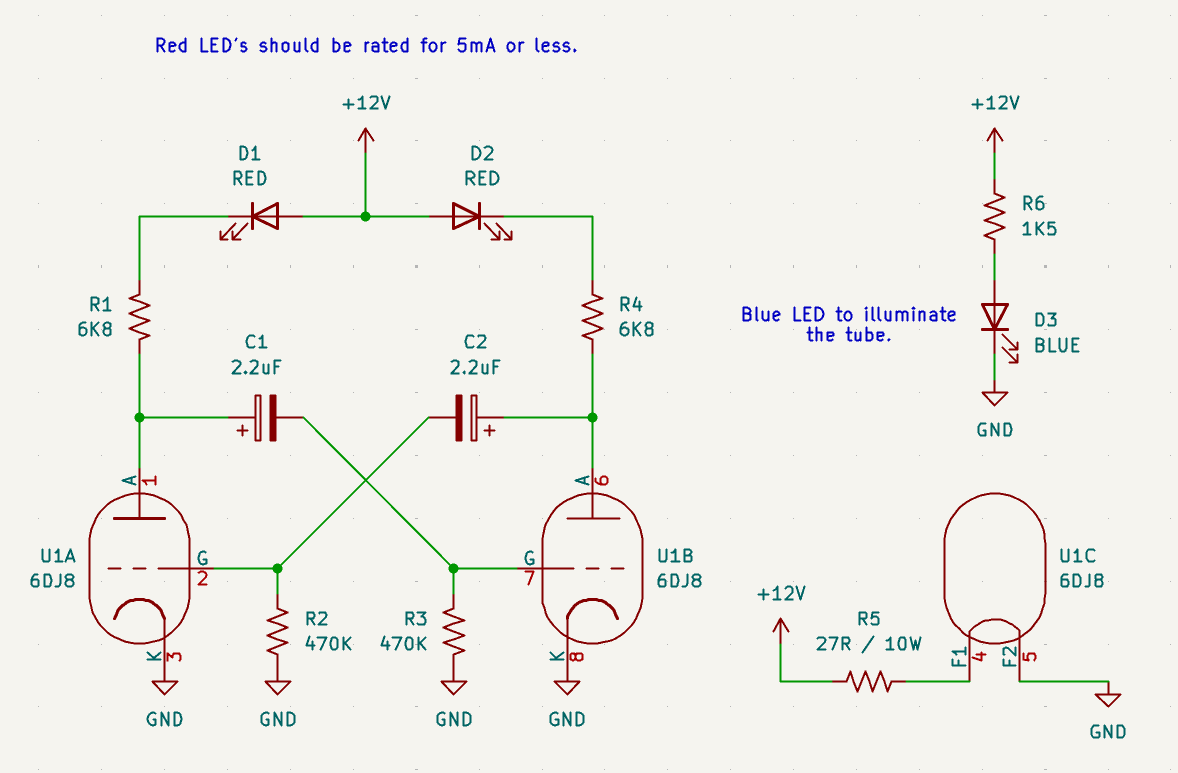 Red LED's should be rated for 5mA or less.
+12V
+12V
D1
RED
D2
RED
R6
1K5
R1
6K8
R4
6K8
Blue LED to illuminate
the tube.
D3
BLUE
C1
2.2uF
C2
2.2uF
+
+
GND
A
1
A
6
U1A
6DJ8
G
2
G
7
U1B
6DJ8
U1C
6DJ8
+12V
R2
470K
R3
470K
R5
27R / 10W
K
3
K
8
F1
4
F2
5
GND
GND
GND
GND
GND